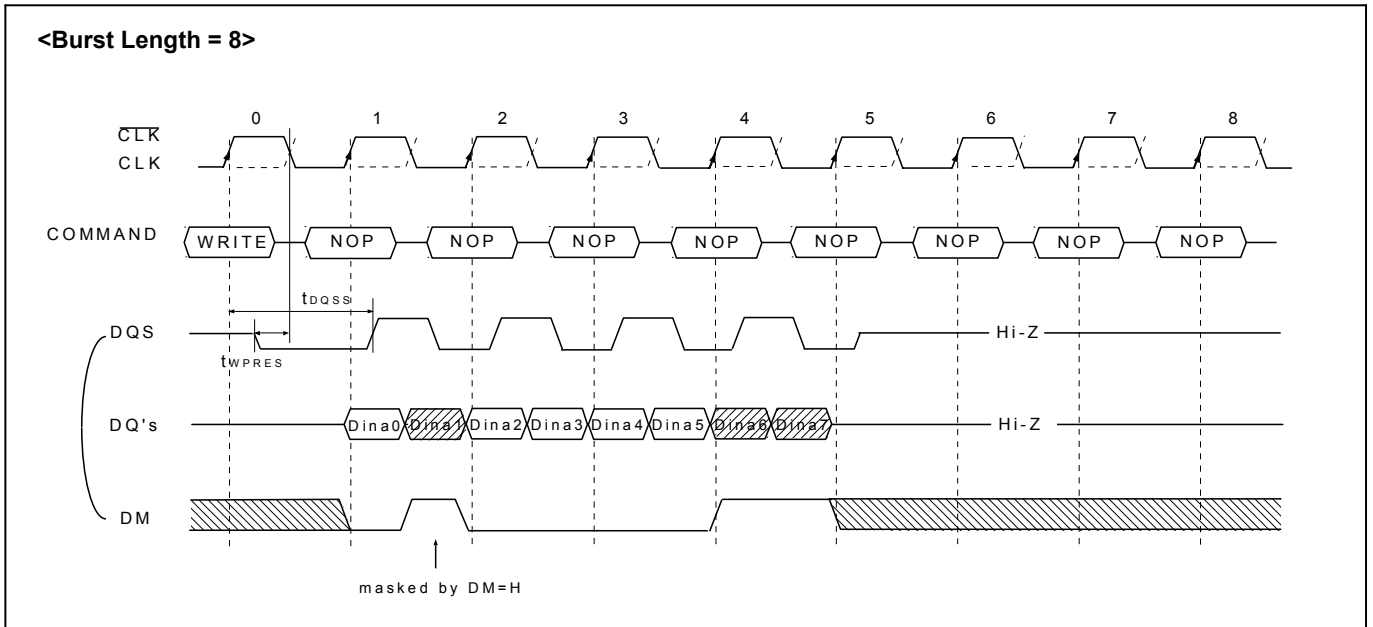 <Burst Length = 8>
0 1 2 3 4 5 6 7 8
CLK
CLK
COMMAND WRITE NOP NOP NOP NOP NOP NOP NOP NOP
tDQSS
DQS Hi-Z
tWPRES
DQ's Dina0 Dina1 Dina2 Dina3 Dina4 Dina5 Dina6 Dina7 Hi-Z
DM
masked by DM=H